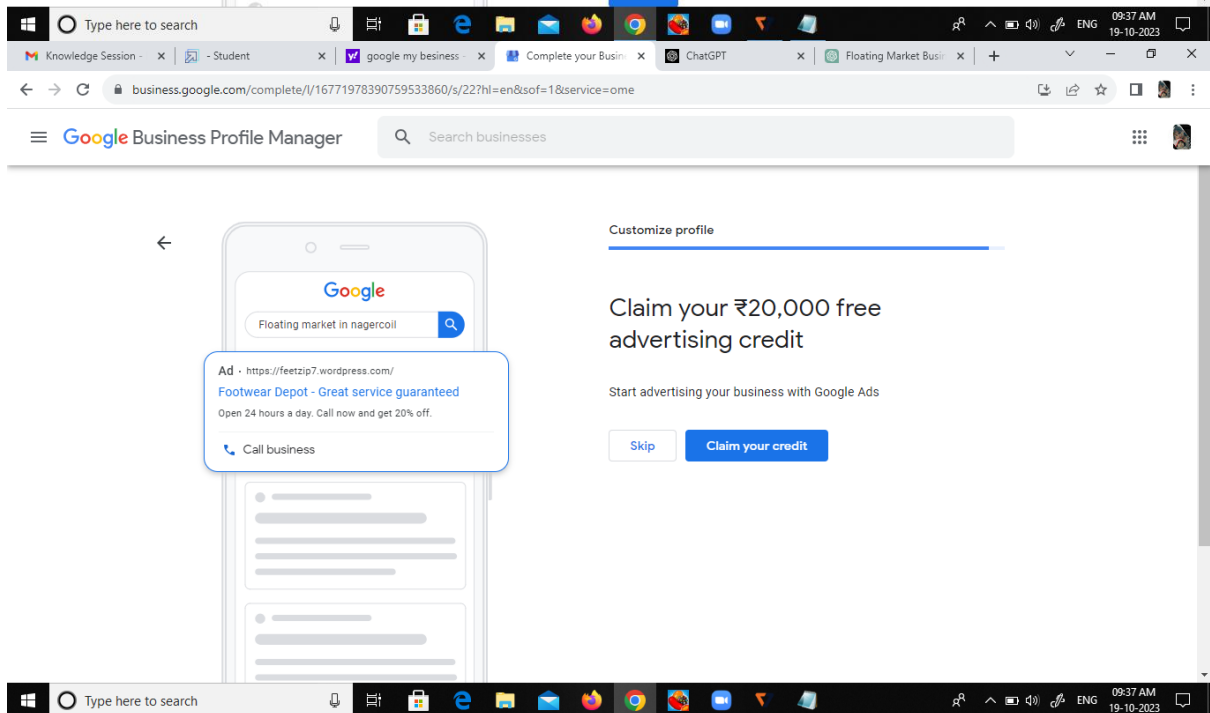 Type here to search
ENG
09:37 AM
19-10-2023
Knowledge Session -
- Student
google my besiness -
Complete your Busin
ChatGPT
Floating Market Busin
business.google.com/complete/l/16771978390759533860/s/22?hl=en&sof=1&service=ome
Google Business Profile Manager
Search businesses
Customize profile
Google
Floating market in nagercoil
Ad · https://feetzip7.wordpress.com/
Footwear Depot - Great service guaranteed
Open 24 hours a day. Call now and get 20% off.
Call business
Claim your ₹20,000 free
advertising credit
Start advertising your business with Google Ads
Skip
Claim your credit
Type here to search
ENG
09:37 AM
19-10-2023